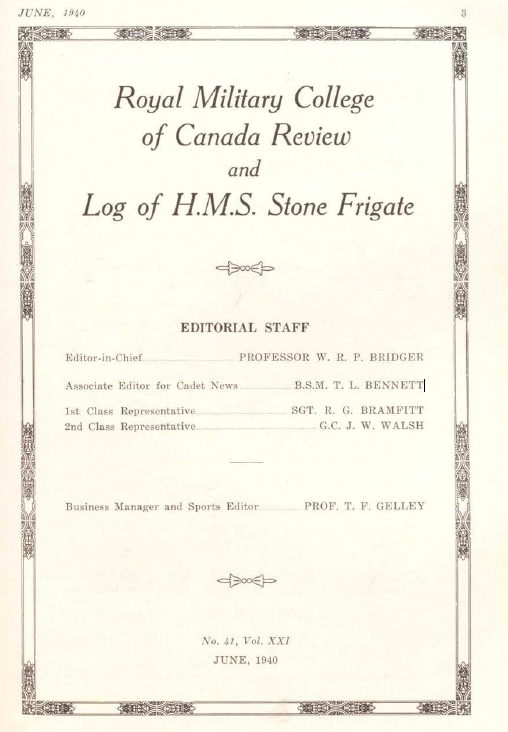 JUNE, 1940 3
Royal Military College
of Canada Review
and
Log of H.M.S. Stone Frigate
EDITORIAL STAFF
Editor-in-Chief PROFESSOR W. R. P. BRIDGER
Associate Editor for Cadet News B.S.M. T. L. BENNETT
1st Class Representative SGT. R. G. BRAMFITT
2nd Class Representative G.C. J. W. WALSH
Business Manager and Sports Editor PROF. T. F. GELLEY
No. 41, Vol. XXI
JUNE, 1940